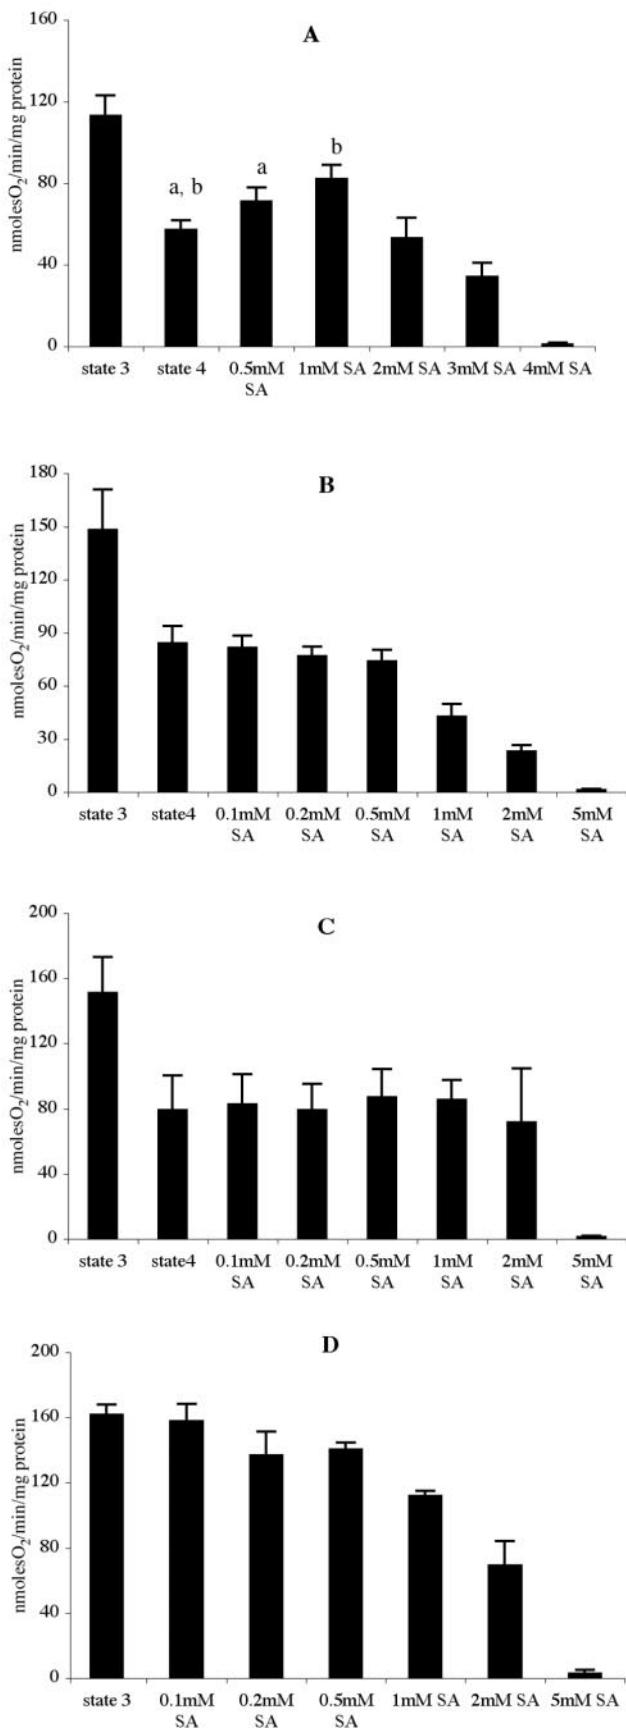 A
nmolesO2/min/mg protein
160
120
80
40
0
a, b
a
b
state 3 state 4 0.5mM 1mM SA 2mM SA 3mM SA 4mM SA
SA
B
nmolesO2/min/mg protein
180
150
120
90
60
30
0
state 3 state4 0.1mM 0.2mM 0.5mM 1mM 2mM 5mM
SA SA SA SA SA SA
C
nmolesO2/min/mg protein
200
160
120
80
40
0
state 3 state4 0.1mM 0.2mM 0.5mM 1mM 2mM 5mM
SA SA SA SA SA SA
D
nmolesO2/min/mg protein
200
160
120
80
40
0
state 3 0.1mM 0.2mM 0.5mM 1mM SA 2mM SA 5mM SA
SA SA SA